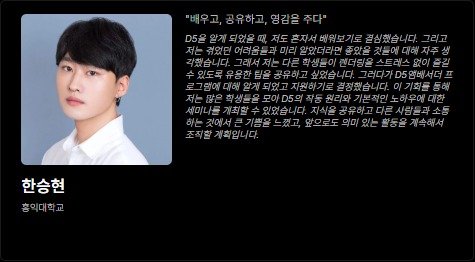 "배우고, 공유하고, 영감을 주다"
D5을 알게 되었을 때, 저도 혼자서 배워보기로 결심했습니다. 그리고
저는 겪었던 어려움들과 미리 알았더라면 좋았을 것들에 대해 자주 생
각했습니다. 그래서 저는 다른 학생들이 렌더링을 스트레스 없이 즐길
수 있도록 유용한 팁을 공유하고 싶었습니다. 그러다가 D5앰배서더 프
로그램에 대해 알게 되었고 지원하기로 결정했습니다. 이 기회를 통해
저는 많은 학생들을 모아 D5의 작동 원리와 기본적인 노하우에 대한
세미나를 개최할 수 있었습니다. 지식을 공유하고 다른 사람들과 소통
하는 것에서 큰 기쁨을 느꼈고, 앞으로도 의미 있는 활동을 계속해서
조직할 계획입니다.
한승현
홍익대학교